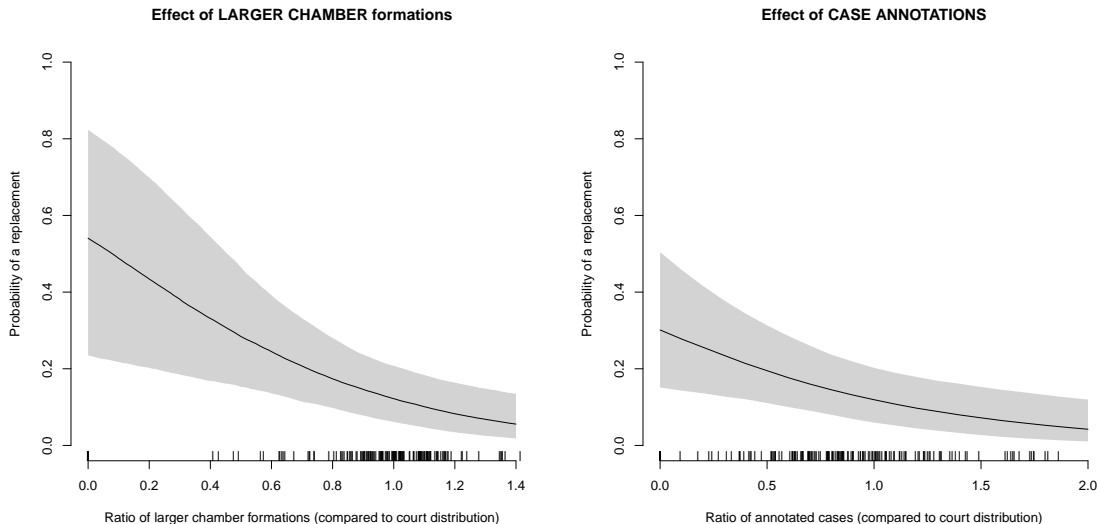 Effect of LARGER CHAMBER formations
Probability of a replacement
1.0
0.8
0.6
0.4
0.2
0.0
0.0 0.2 0.4 0.6 0.8 1.0 1.2 1.4
Ratio of larger chamber formations (compared to court distribution)
Effect of CASE ANNOTATIONS
Probability of a replacement
1.0
0.8
0.6
0.4
0.2
0.0
0.0 0.5 1.0 1.5 2.0
Ratio of annotated cases (compared to court distribution)